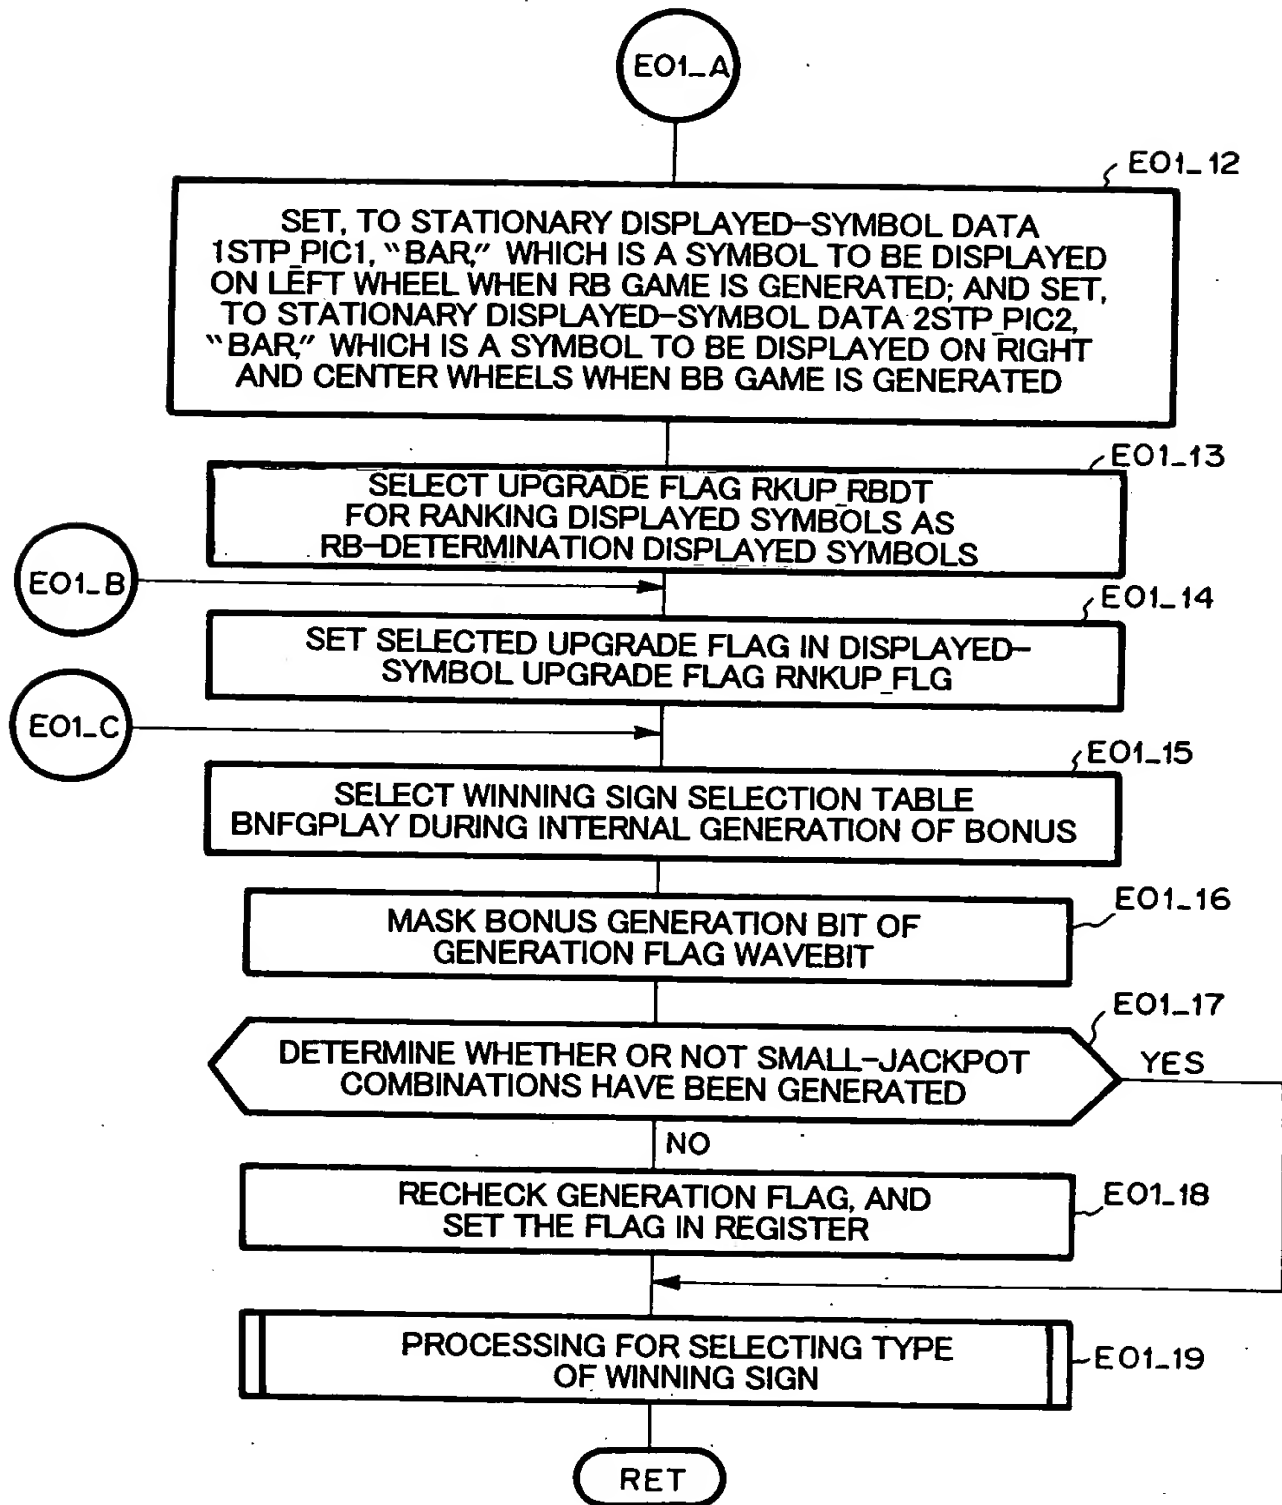 E01_A
E01_12
SET, TO STATIONARY DISPLAYED-SYMBOL DATA
1STP_PIC1, "BAR," WHICH IS A SYMBOL TO BE DISPLAYED
ON LEFT WHEEL WHEN RB GAME IS GENERATED; AND SET,
TO STATIONARY DISPLAYED-SYMBOL DATA 2STP_PIC2,
"BAR," WHICH IS A SYMBOL TO BE DISPLAYED ON RIGHT
AND CENTER WHEELS WHEN BB GAME IS GENERATED
E01_13
SELECT UPGRADE FLAG RKUP_RBDT
FOR RANKING DISPLAYED SYMBOLS AS
RB-DETERMINATION DISPLAYED SYMBOLS
E01_B
E01_14
SET SELECTED UPGRADE FLAG IN DISPLAYED-
SYMBOL UPGRADE FLAG RNKUP_FLG
E01_C
E01_15
SELECT WINNING SIGN SELECTION TABLE
BNFGPLAY DURING INTERNAL GENERATION OF BONUS
E01_16
MASK BONUS GENERATION BIT OF
GENERATION FLAG WAVEBIT
E01_17
DETERMINE WHETHER OR NOT SMALL-JACKPOT
COMBINATIONS HAVE BEEN GENERATED
YES
NO
E01_18
RECHECK GENERATION FLAG, AND
SET THE FLAG IN REGISTER
PROCESSING FOR SELECTING TYPE
OF WINNING SIGN
E01_19
RET